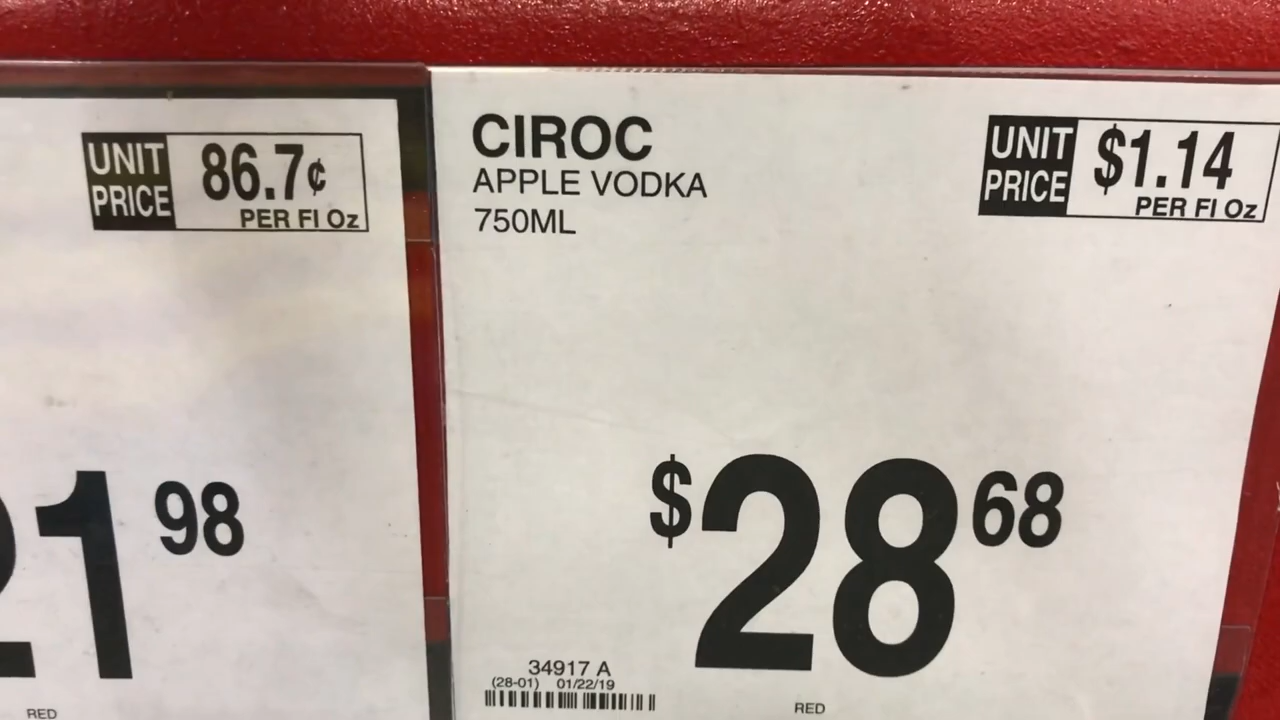 UNIT
PRICE
86.7¢
PER Fl Oz
21 98
RED
CIROC
APPLE VODKA
750ML
UNIT
PRICE
$1.14
PER Fl Oz
$28 68
34917 A
(28-01) 01/22/19
RED